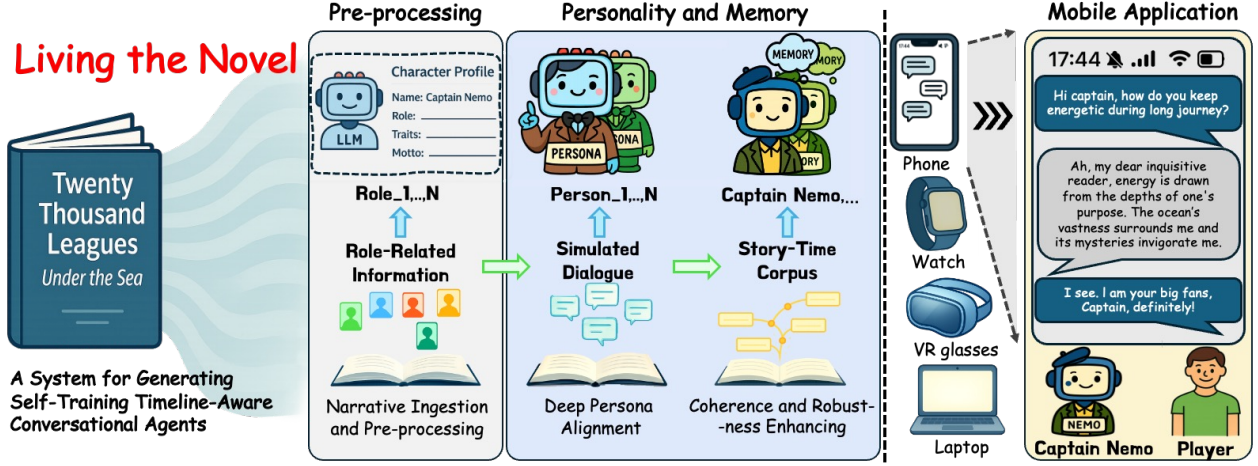 Living the Novel
Twenty
Thousand
Leagues
Under the Sea
A System for Generating
Self-Training Timeline-Aware
Conversational Agents
Pre-processing
Character Profile
Name: Captain Nemo
Role:
Traits:
Motto:
LLM
Role_1,..,N
Role-Related
Information
Narrative Ingestion
and Pre-processing
Personality and Memory
PERSONA
SONA
Person_1,..,N
Simulated
Dialogue
Deep Persona
Alignment
MEMORY
MORY
ORY
Captain Nemo,...
Story-Time
Corpus
Coherence and Robust-
-ness Enhancing
17:44
Phone
Watch
VR glasses
Laptop
Mobile Application
17:44
Hi captain, how do you keep
energetic during long journey?
Ah, my dear inquisitive
reader, energy is drawn
from the depths of one's
purpose. The ocean's
vastness surrounds me and
its mysteries invigorate me.
I see. I am your big fans,
Captain, definitely!
NEMO
Captain Nemo
Player